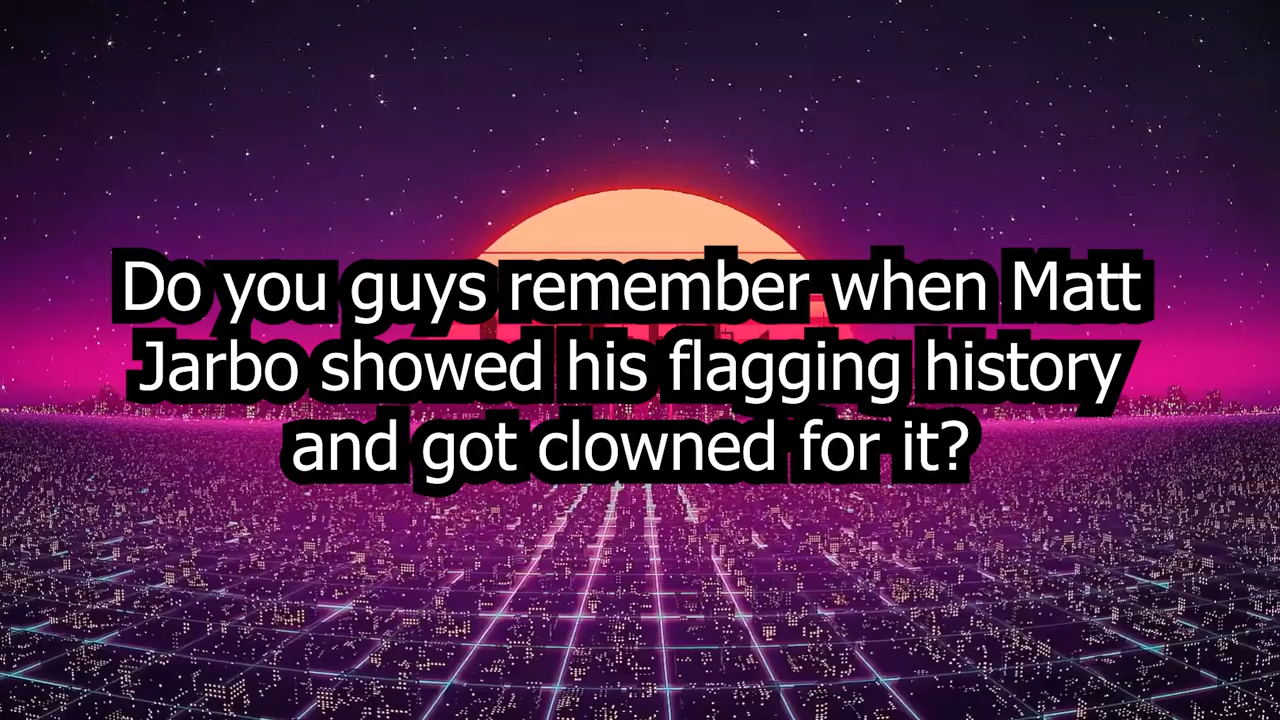 Do you guys remember when Matt
Jarbo showed his flagging history
and got clowned for it?